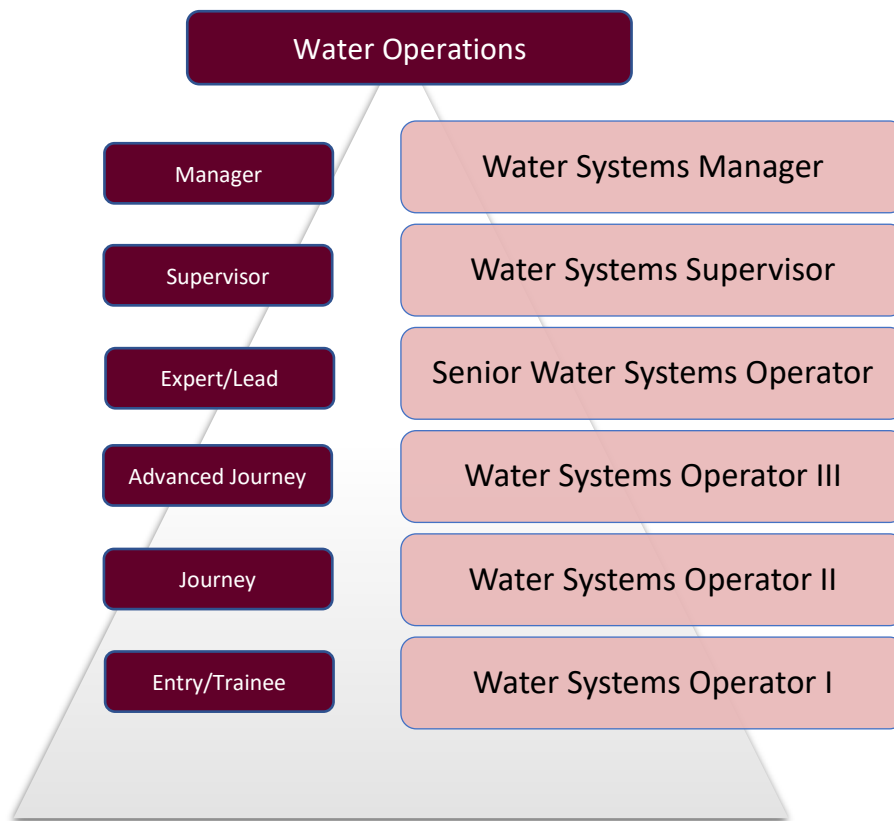 Water Operations
Manager
Water Systems Manager
Supervisor
Water Systems Supervisor
Expert/Lead
Senior Water Systems Operator
Advanced Journey
Water Systems Operator III
Journey
Water Systems Operator II
Entry/Trainee
Water Systems Operator I